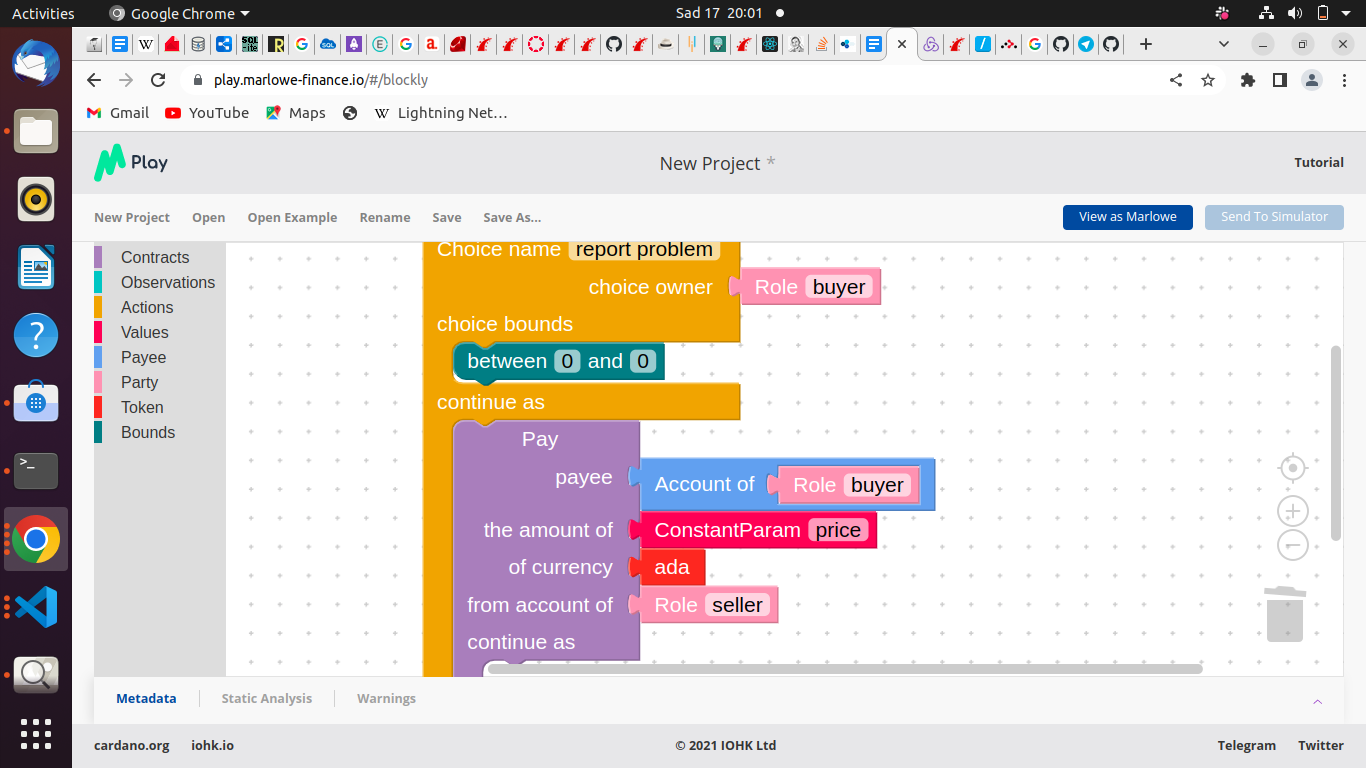 Activities
Google Chrome
Sad 17 20:01
play.marlowe-finance.io/#/blockly
Gmail
YouTube
Maps
Lightning Net…
Play
New Project *
Tutorial
New Project
Open
Open Example
Rename
Save
Save As...
View as Marlowe
Send To Simulator
Contracts
Observations
Actions
Values
Payee
Party
Token
Bounds
Choice name report problem
choice owner Role buyer
choice bounds
between 0 and 0
continue as
Pay
payee Account of Role buyer
the amount of ConstantParam price
of currency ada
from account of Role seller
continue as
Metadata
Static Analysis
Warnings
cardano.org
iohk.io
© 2021 IOHK Ltd
Telegram
Twitter